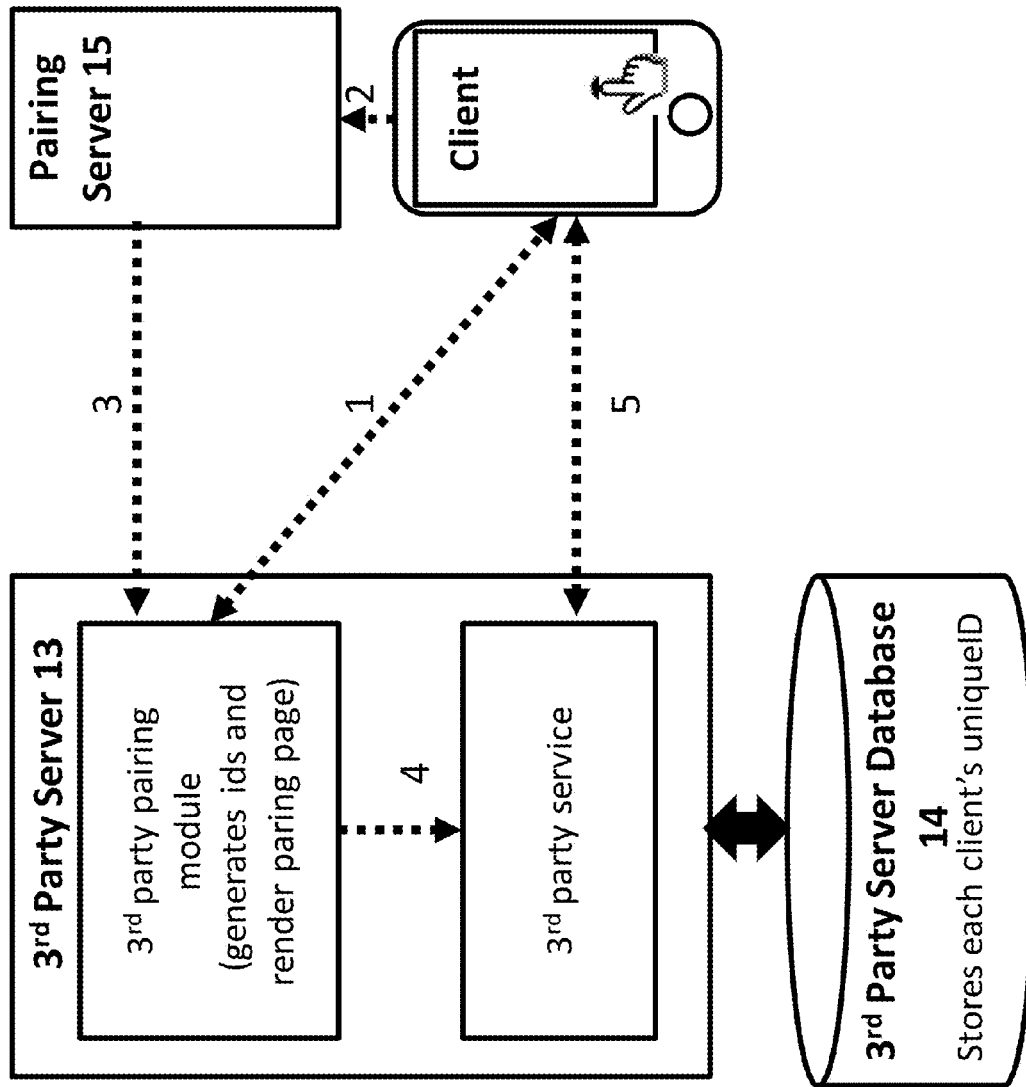 3rd Party Server 13
3rd party pairing
module
(generates ids and
render paring page)
4
3rd party service
3rd Party Server Database
14
Stores each client's uniqueID
3
1
5
Pairing
Server 15
2
Client